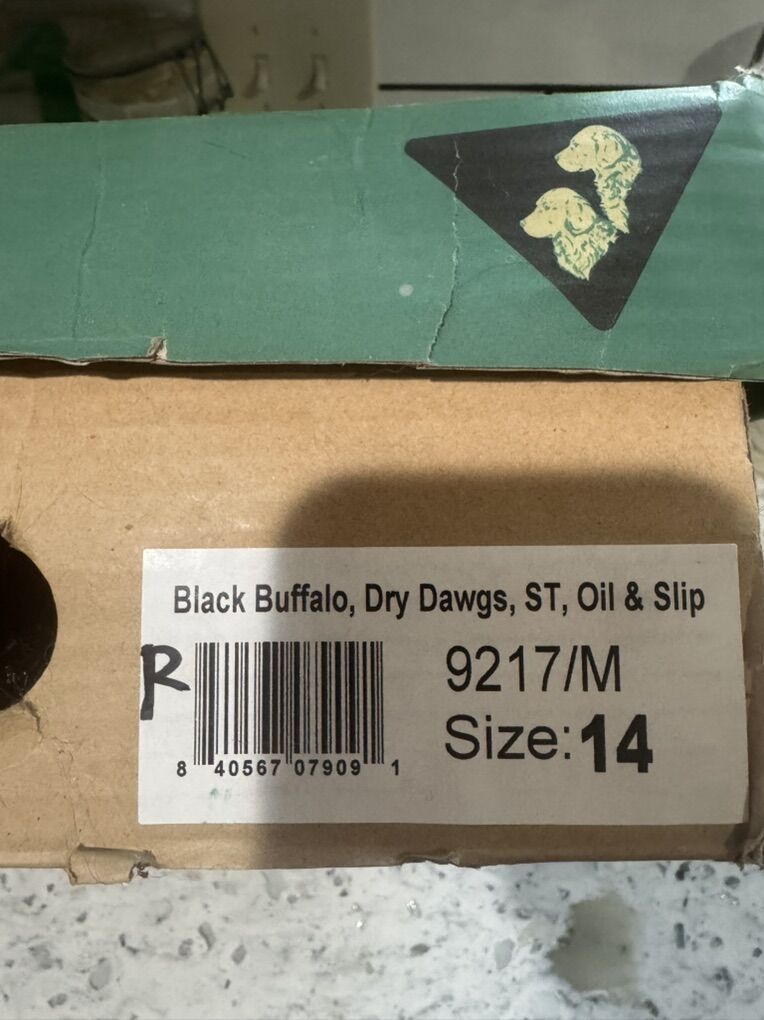 Black Buffalo, Dry Dawgs, ST, Oil & Slip
R
9217/M
Size:14
8 40567 07909 1